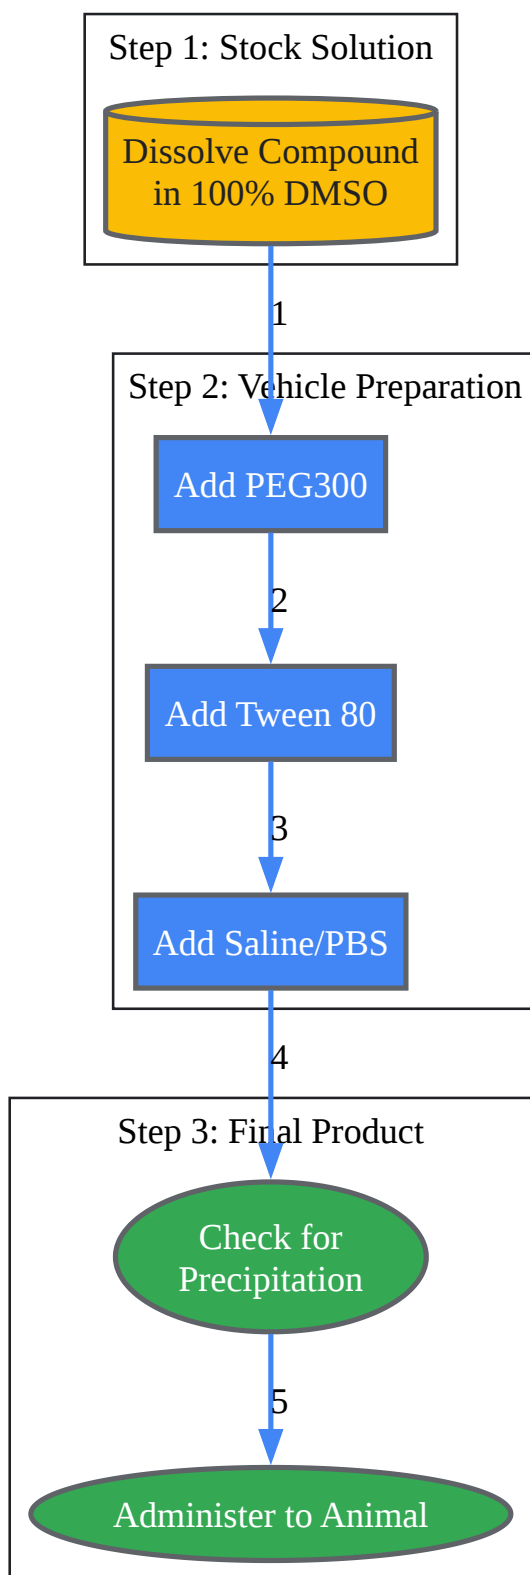 Step 1: Stock Solution
Dissolve Compound
in 100% DMSO
1
Step 2: Vehicle Preparation
Add PEG300
2
Add Tween 80
3
Add Saline/PBS
4
Step 3: Final Product
Check for
Precipitation
5
Administer to Animal